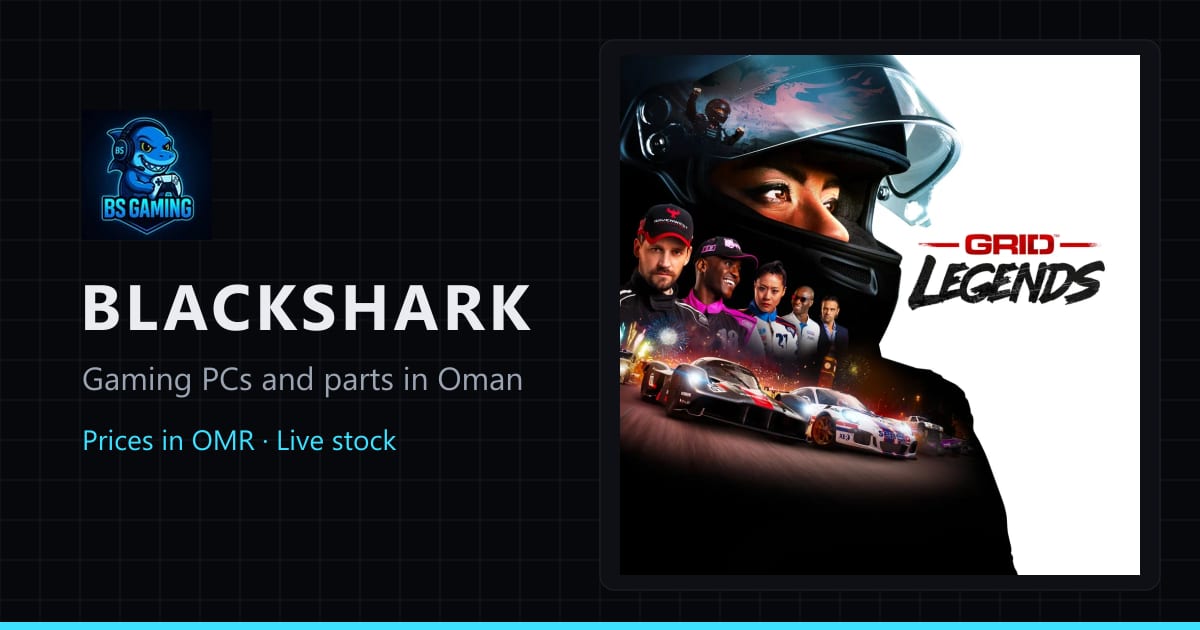 BS
BS GAMING
BLACKSHARK
Gaming PCs and parts in Oman
Prices in OMR · Live stock
GRID
LEGENDS